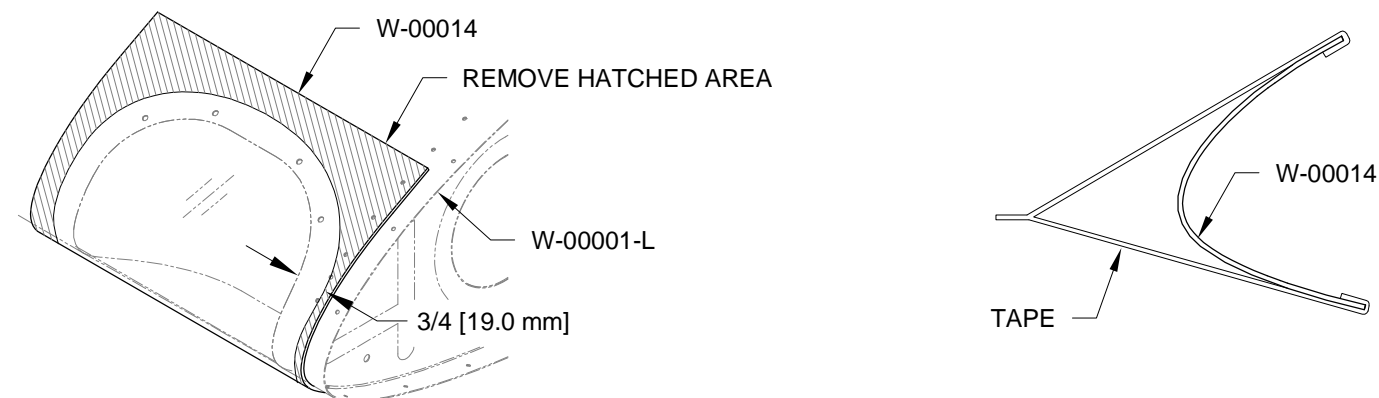 W-00014
REMOVE HATCHED AREA
W-00001-L
3/4 [19.0 mm]
W-00014
TAPE